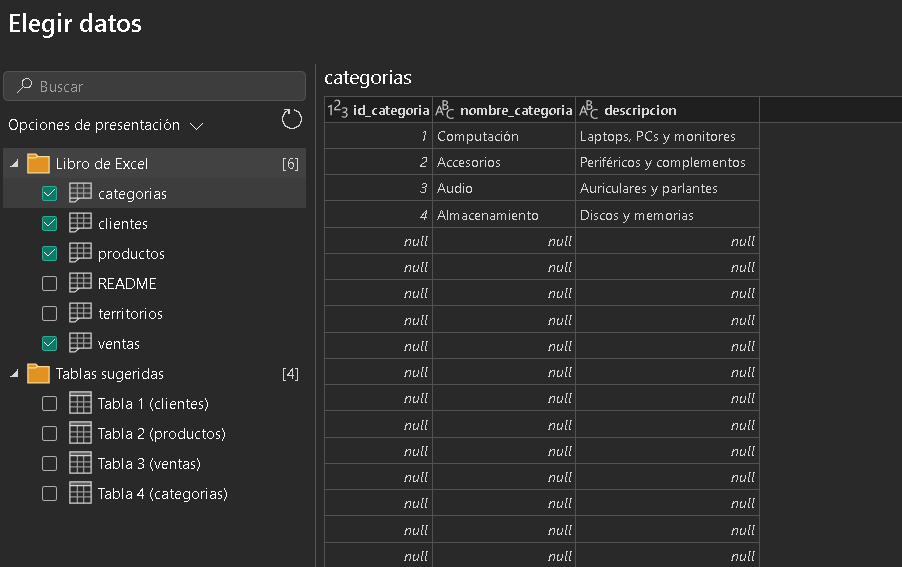 Elegir datos
Buscar
Opciones de presentación
Libro de Excel [6]
categorias
clientes
productos
README
territorios
ventas
Tablas sugeridas [4]
Tabla 1 (clientes)
Tabla 2 (productos)
Tabla 3 (ventas)
Tabla 4 (categorias)
categorias
123 id_categoria ABC nombre_categoria ABC descripcion
1 Computación Laptops, PCs y monitores
2 Accesorios Periféricos y complementos
3 Audio Auriculares y parlantes
4 Almacenamiento Discos y memorias
null null null
null null null
null null null
null null null
null null null
null null null
null null null
null null null
null null null
null null null
null null null
null null null
null null null